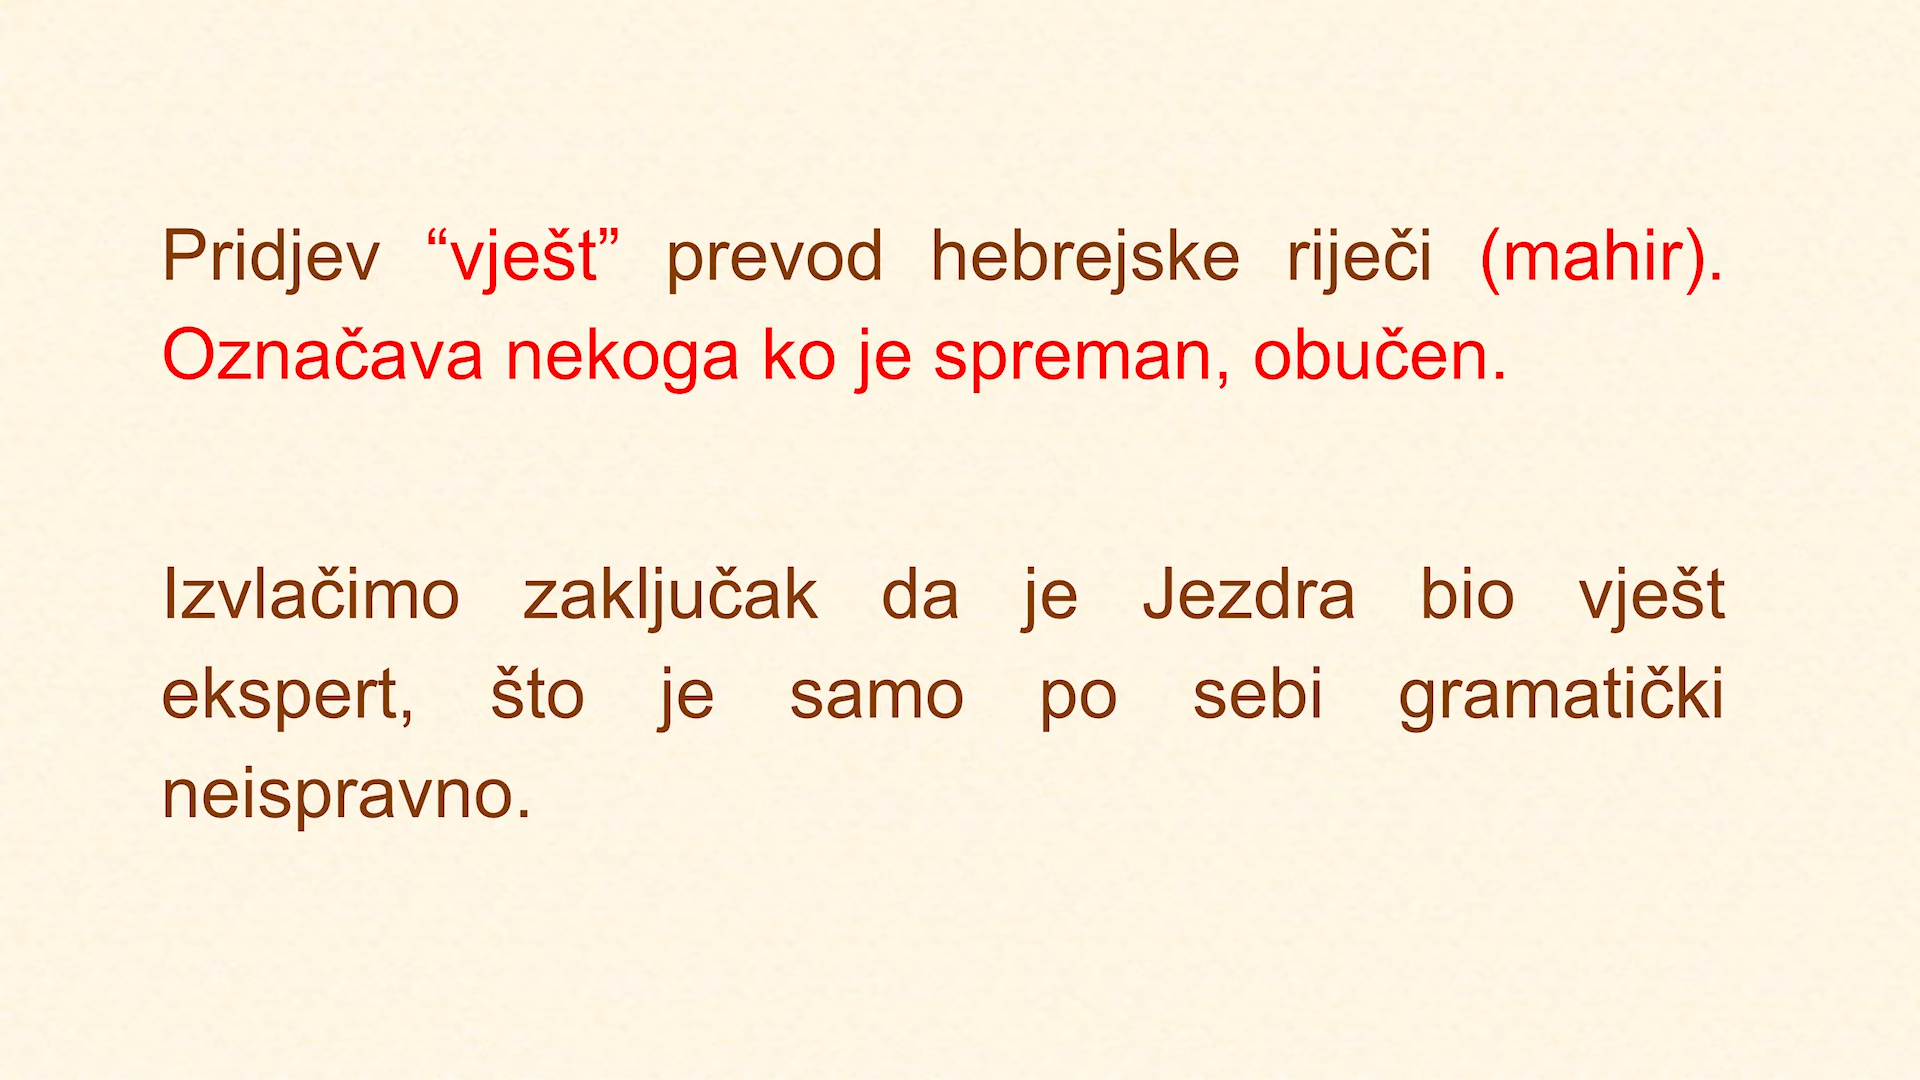 Pridjev “vješt” prevod hebrejske riječi (mahir).
Označava nekoga ko je spreman, obučen.
Izvlačimo zaključak da je Jezdra bio vješt
ekspert, što je samo po sebi gramatički
neispravno.